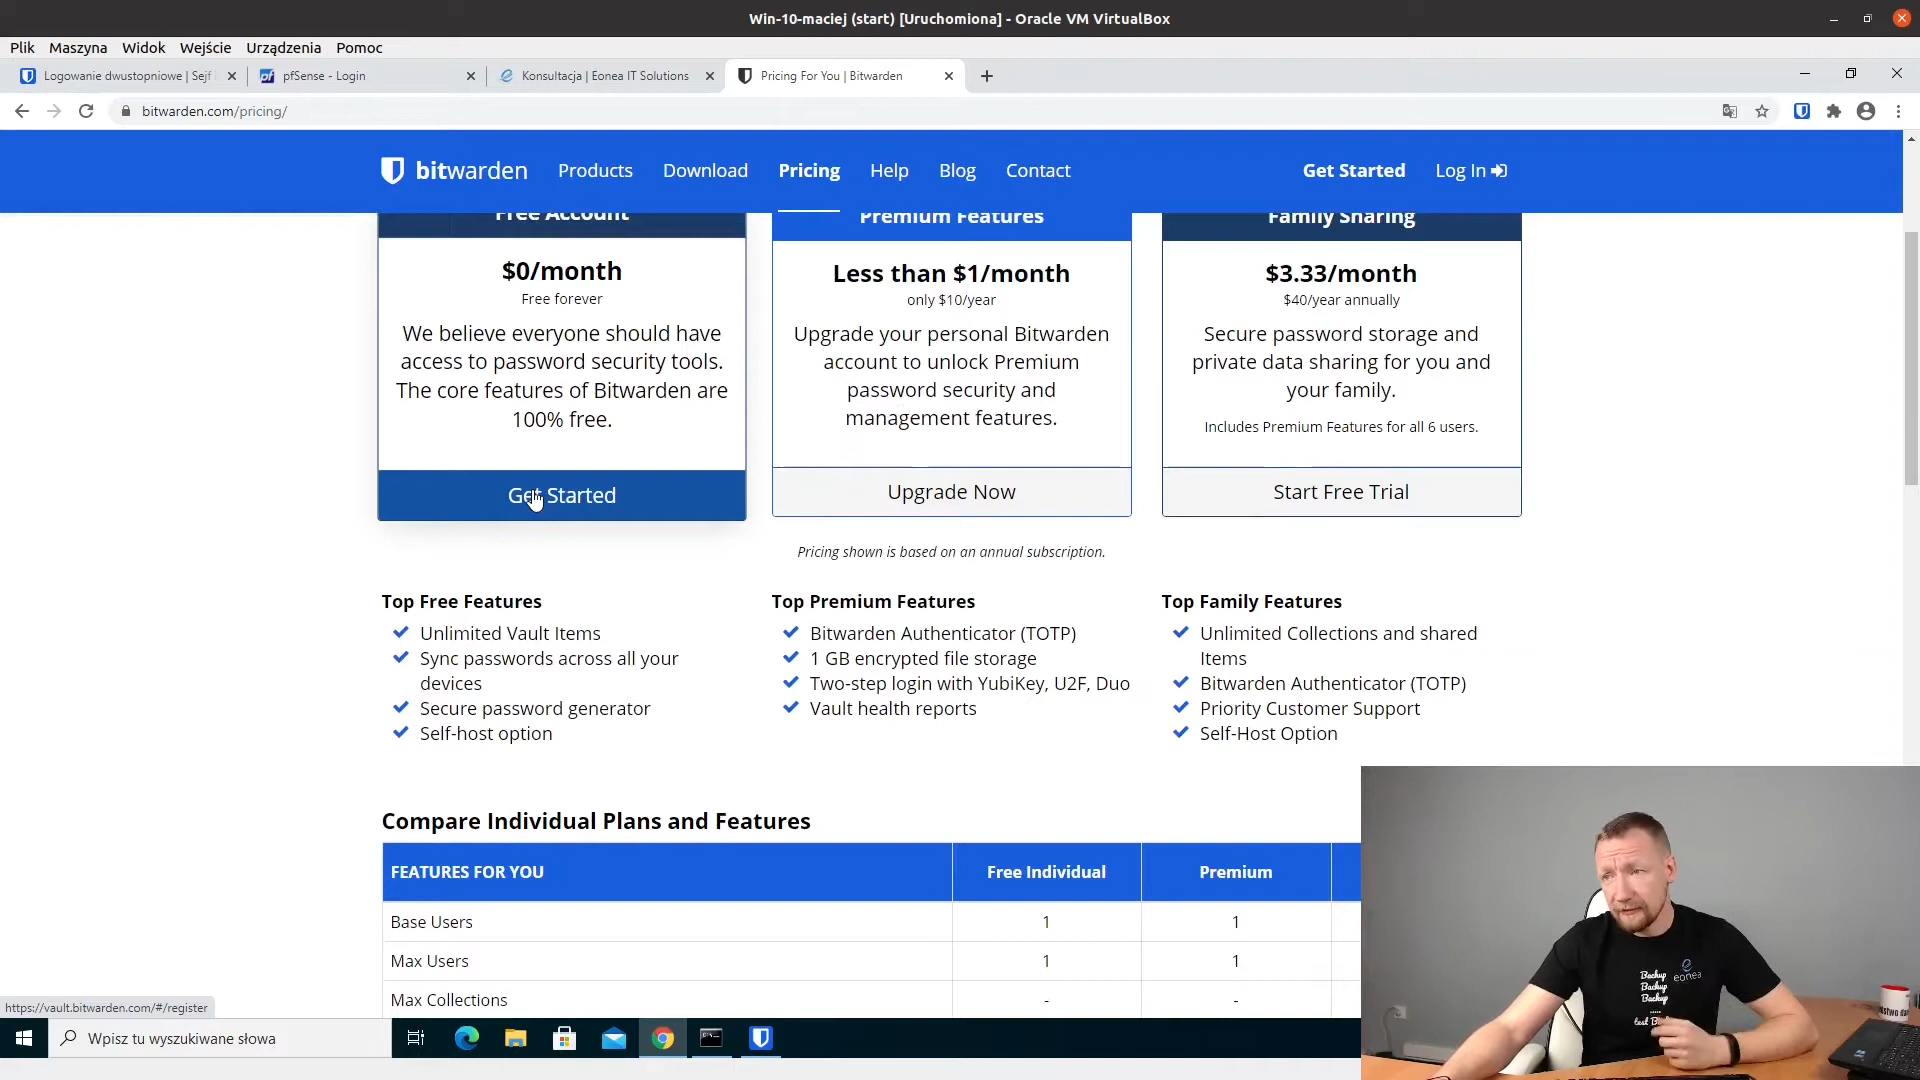 Win-10-maciej (start) [Uruchomiona] - Oracle VM VirtualBox
Plik Maszyna Widok Wejście Urządzenia Pomoc
Logowanie dwustopniowe | Sejf
pfSense - Login
Konsultacja | Eonea IT Solutions
Pricing For You | Bitwarden
bitwarden.com/pricing/
bitwarden
Products Download Pricing Help Blog Contact
Get Started Log In
Free Account
$0/month
Free forever
We believe everyone should have
access to password security tools.
The core features of Bitwarden are
100% free.
Get Started
Premium Features
Less than $1/month
only $10/year
Upgrade your personal Bitwarden
account to unlock Premium
password security and
management features.
Upgrade Now
Family Sharing
$3.33/month
$40/year annually
Secure password storage and
private data sharing for you and
your family.
Includes Premium Features for all 6 users.
Start Free Trial
Pricing shown is based on an annual subscription.
Top Free Features
Unlimited Vault Items
Sync passwords across all your
devices
Secure password generator
Self-host option
Top Premium Features
Bitwarden Authenticator (TOTP)
1 GB encrypted file storage
Two-step login with YubiKey, U2F, Duo
Vault health reports
Top Family Features
Unlimited Collections and shared
Items
Bitwarden Authenticator (TOTP)
Priority Customer Support
Self-Host Option
Compare Individual Plans and Features
FEATURES FOR YOU Free Individual Premium
Base Users 1 1
Max Users 1 1
Max Collections - -
https://vault.bitwarden.com/#/register
Wpisz tu wyszukiwane słowa
Backup
Backup
Backup
eonea
test